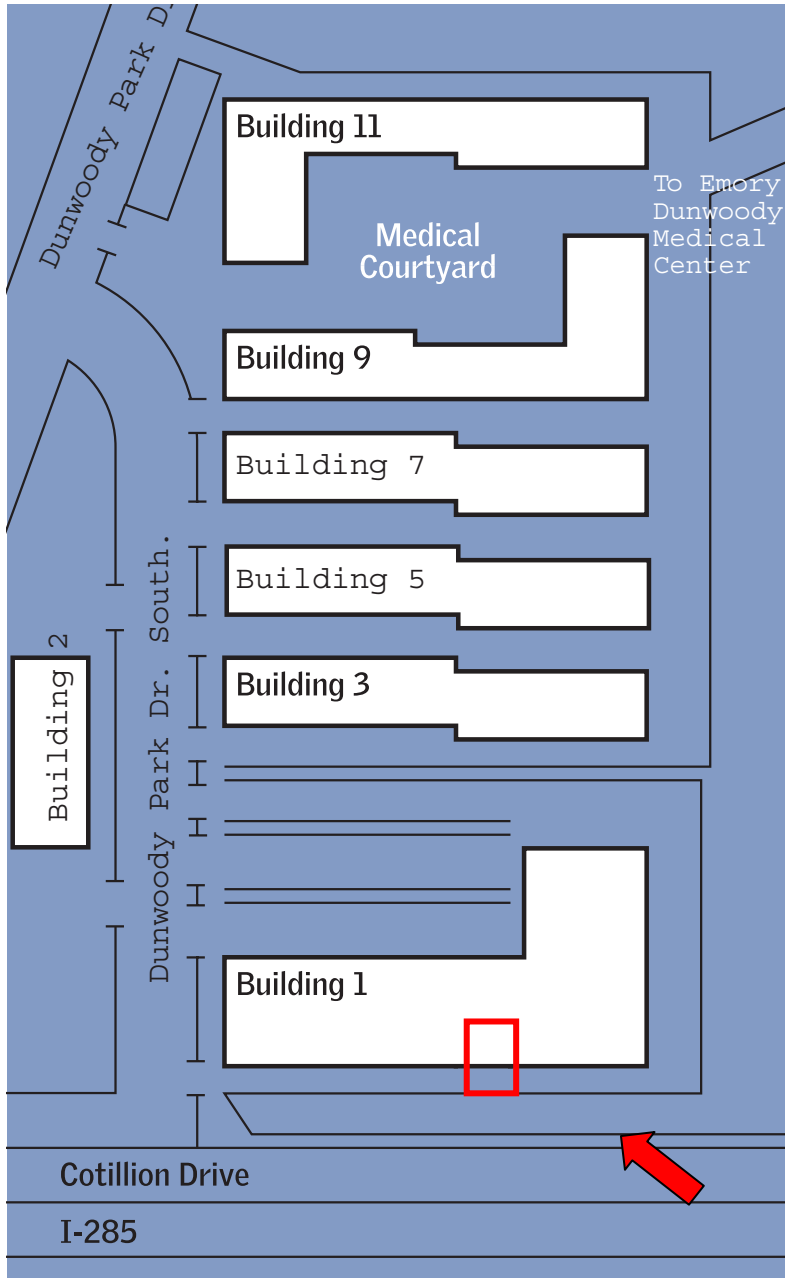 Dunwoody Park D
Building 11
To Emory
Dunwoody
Medical
Center
Medical
Courtyard
Building 9
Building 7
Building 5
Building 2
Dunwoody Park Dr. South.
Building 3
Building 1
Cotillion Drive
I-285